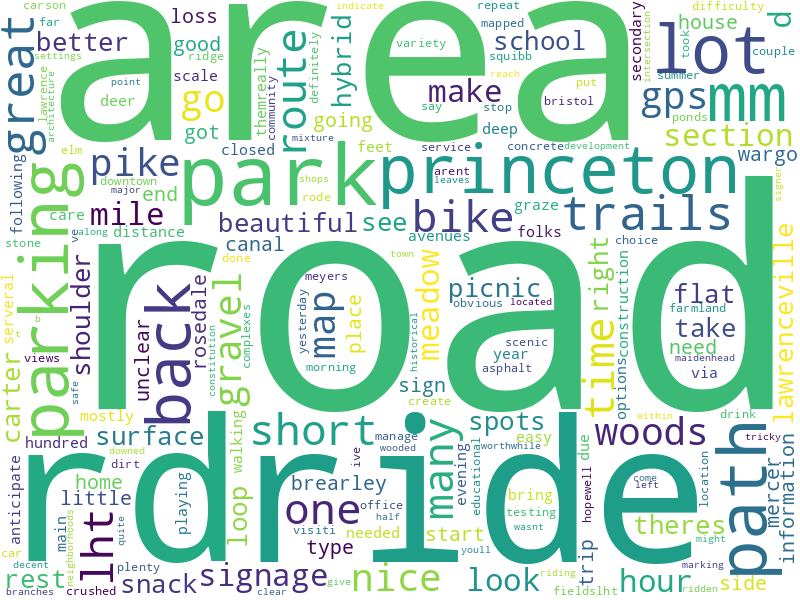 area
road
rd
ride
park
princeton
lot
mm
path
parking
back
one
bike
trails
woods
short
many
time
gps
great
lht
route
pike
mile
go
map
gravel
nice
look
hour
section
meadow
hybrid
school
make
better
beautiful
see
picnic
flat
take
right
spots
signage
snack
surface
shoulder
carter
loop
rest
home
little
brearley
type
trip
theres
side
mercer
information
lawrenceville
d
house
wargo
good
loss
scale
got
going
deep
feet
end
care
distance
canal
avenues
folks
graze
closed
deer
ridge
carson
far
settings
lawrence
architecture
elm
downtown
major
following
stone
along
ve
serveral
views
t
b
safe
mostly
hundred
anticipate
dirt
downed
main
car
decent
branches
neighborhoods
crushed
quite
plenty
unclear
rosedale
constitution
complexes
done
walking
playing
visiti
office
half
give
clear
needed
manage
wooded
ive
evening
educational
start
youll
riding
worthwhile
easy
bring
testing
wasnt
due
hopewell
fieldslht
come
left
location
marking
ridden
might
within
tricky
drink
need
via
maidenhead
farmland
located
obvious
scenic
year
asphalt
sign
create
historical
town
place
meyers
yesterday
morning
options
construction
choice
signer
ponds
took
summer
couple
mapped
difficulty
secondary
intersection
put
reach
bristol
squibb
repeat
stop
say
point
variety
indicate
definitely
themreally
community
mixture
shops
rode
service
arent
leaves
concrete
development